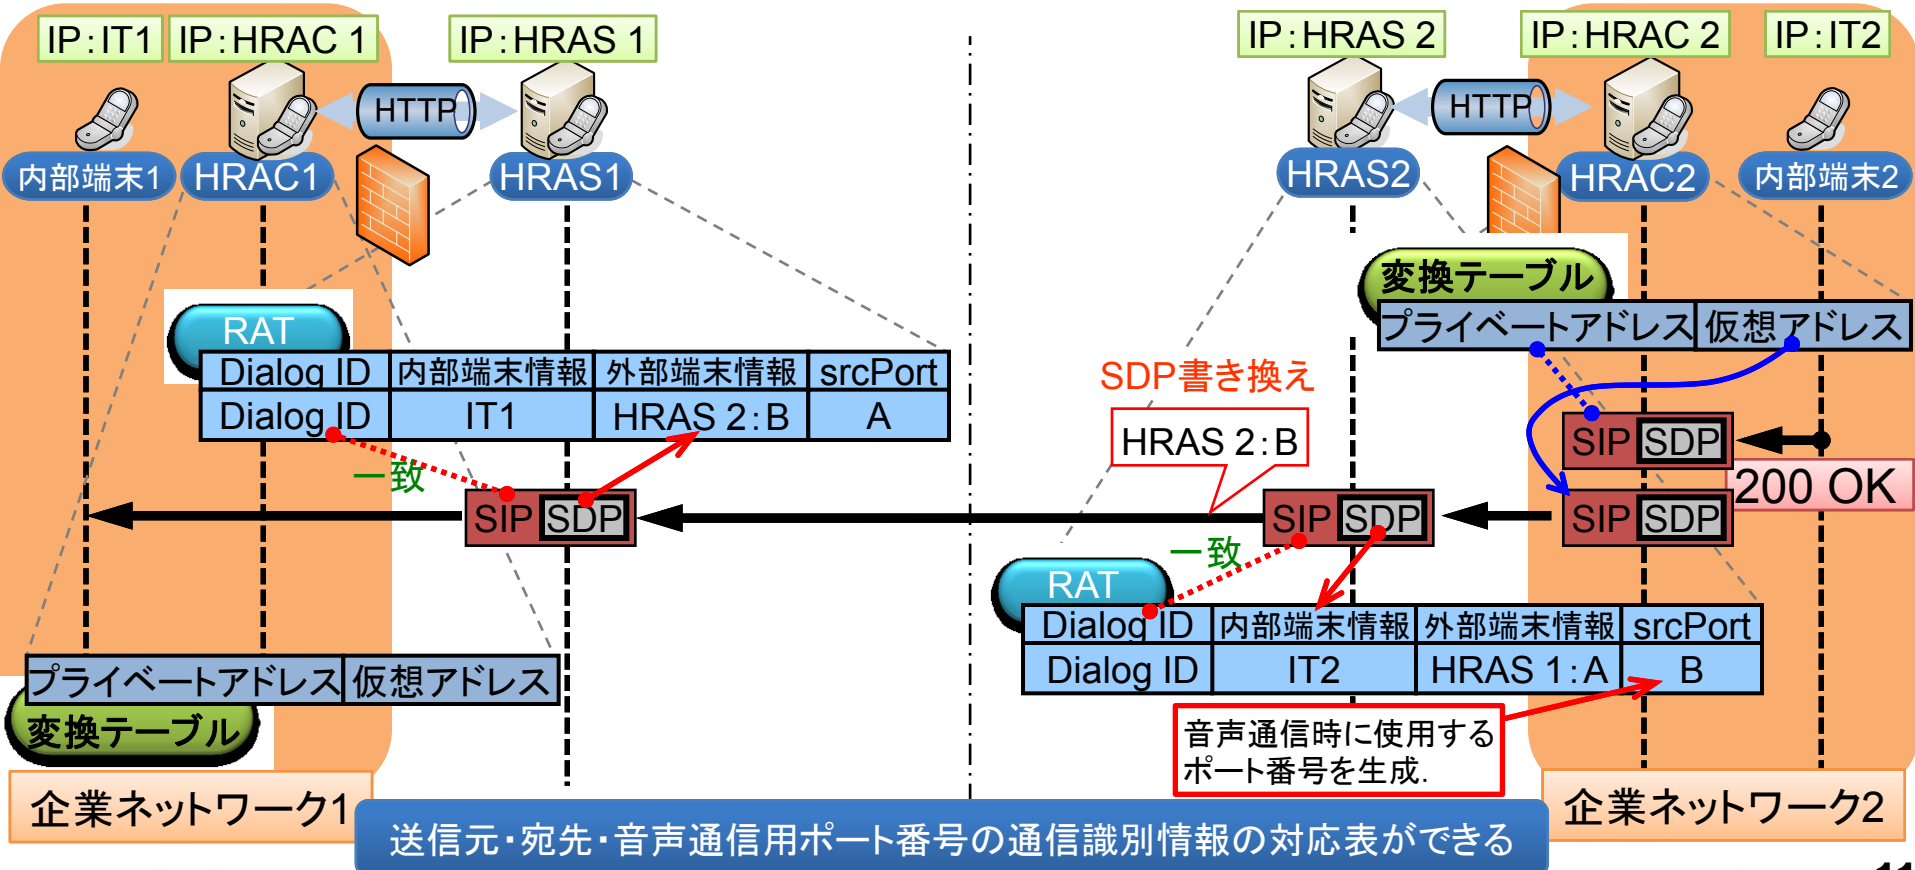 IP:IT1
IP:HRAC 1
IP:HRAS 1
IP:HRAS 2
IP:HRAC 2
IP:IT2
HTTP
HTTP
内部端末1
HRAC1
HRAS1
HRAS2
HRAC2
内部端末2
変換テーブル
プライベートアドレス 仮想アドレス
RAT
Dialog ID 内部端末情報 外部端末情報 srcPort
Dialog ID IT1 HRAS 2:B A
一致
SIP SDP
SDP書き換え
HRAS 2:B
SIP SDP
200 OK
SIP SDP
SIP SDP
一致
RAT
Dialog ID 内部端末情報 外部端末情報 srcPort
Dialog ID IT2 HRAS 1:A B
音声通信時に使用する
ポート番号を生成.
プライベートアドレス 仮想アドレス
変換テーブル
企業ネットワーク1
企業ネットワーク2
送信元・宛先・音声通信用ポート番号の通信識別情報の対応表ができる